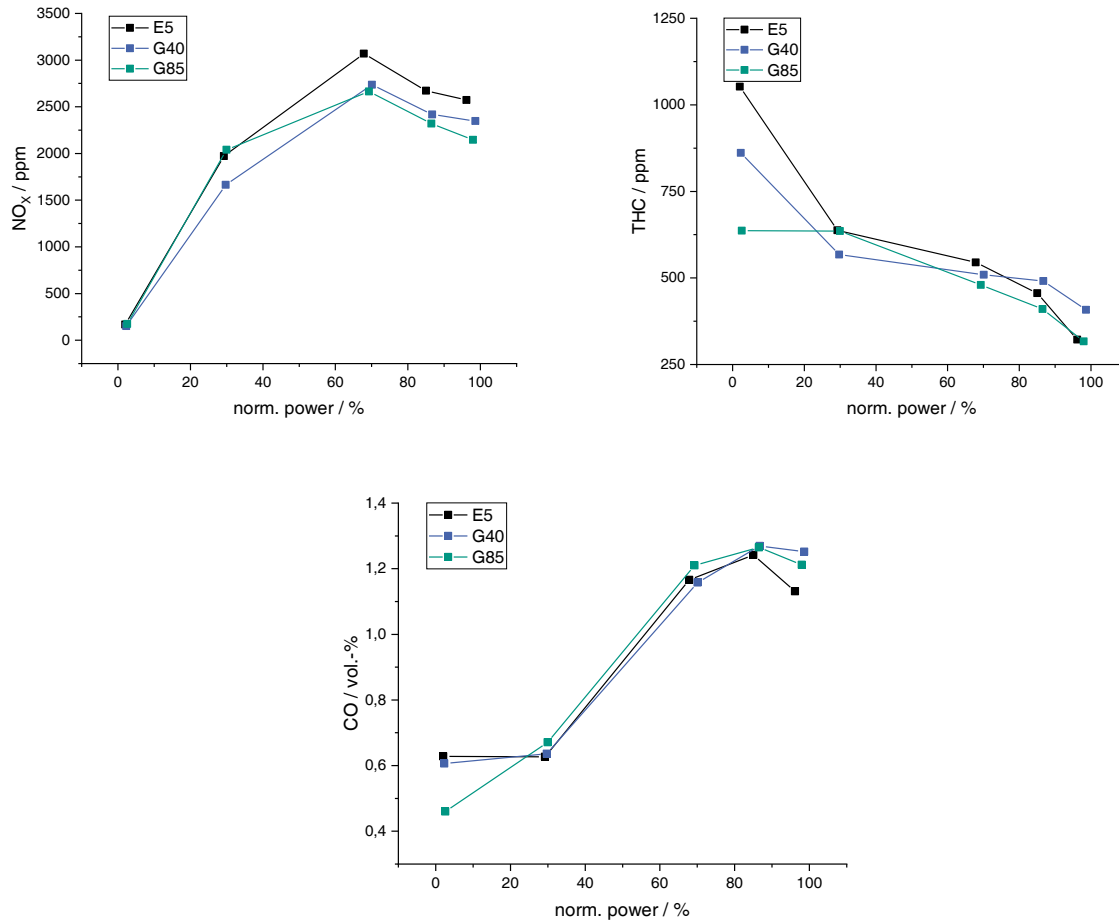 E5
G40
G85
3500
3000
2500
2000
1500
1000
500
0
NOX / ppm
0 20 40 60 80 100
norm. power / %
E5
G40
G85
1250
1000
750
500
250
THC / ppm
0 20 40 60 80 100
norm. power / %
E5
G40
G85
1,4
1,2
1,0
0,8
0,6
0,4
CO / vol.-%
0 20 40 60 80 100
norm. power / %